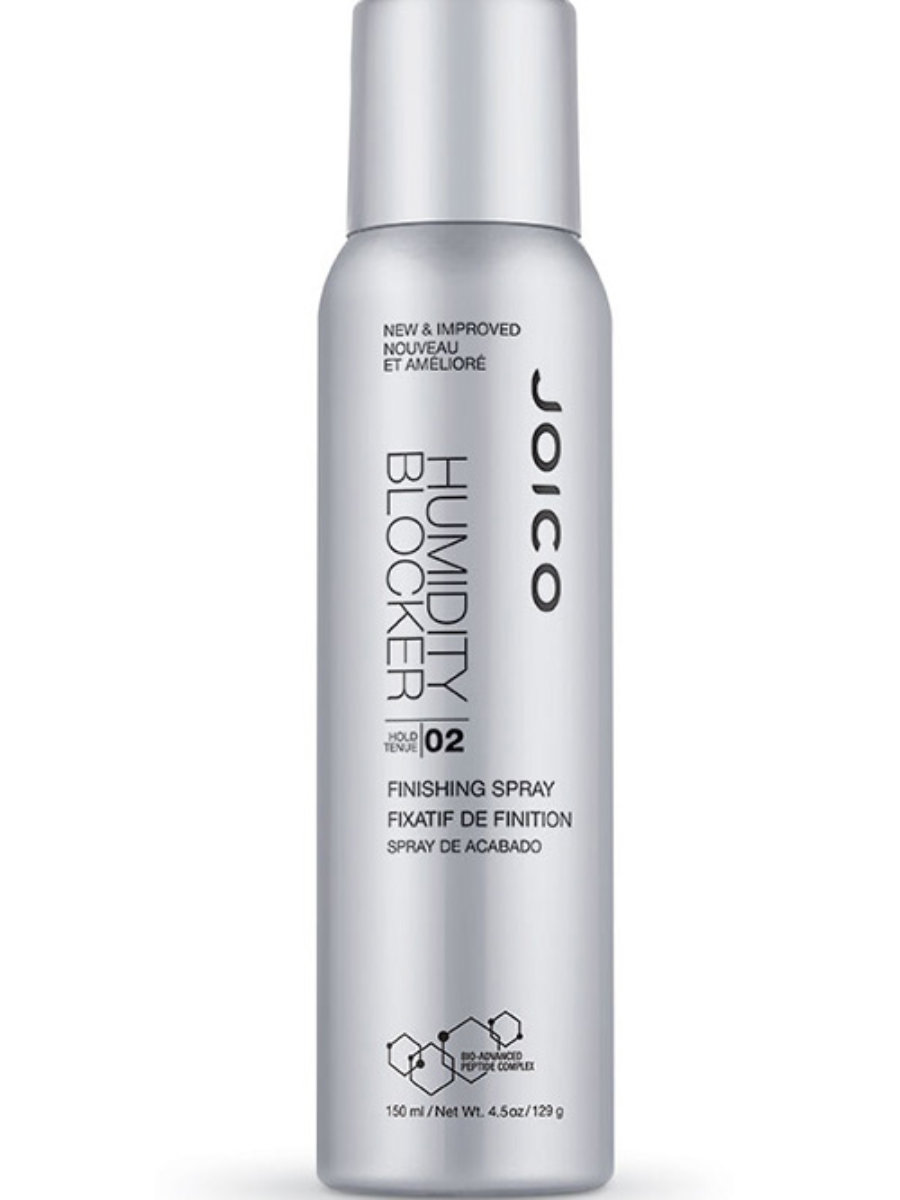 NEW & IMPROVED
NOUVEAU
ET AMÉLIORÉ
JOICO
HUMIDITY
BLOCKER
HOLD
TENUE
02
FINISHING SPRAY
FIXATIF DE FINITION
SPRAY DE ACABADO
BIO-ADVANCED
PEPTIDE COMPLEX
150 ml / Net Wt. 4.5oz / 129 g